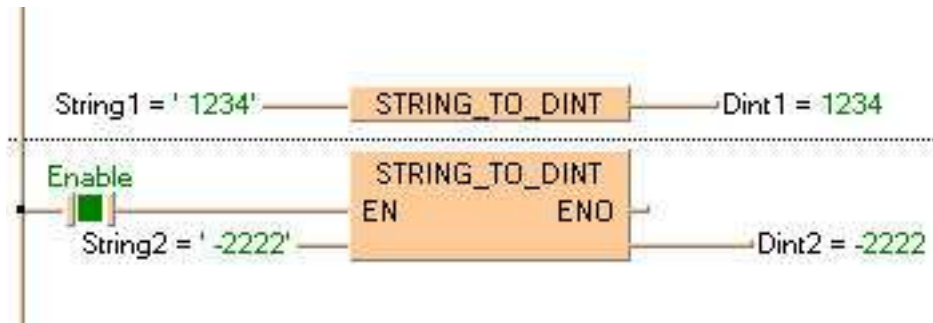 String1 = ' 1234' STRING_TO_DINT Dint1 = 1234
Enable STRING_TO_DINT
EN ENO
String2 = ' -2222' Dint2 = -2222